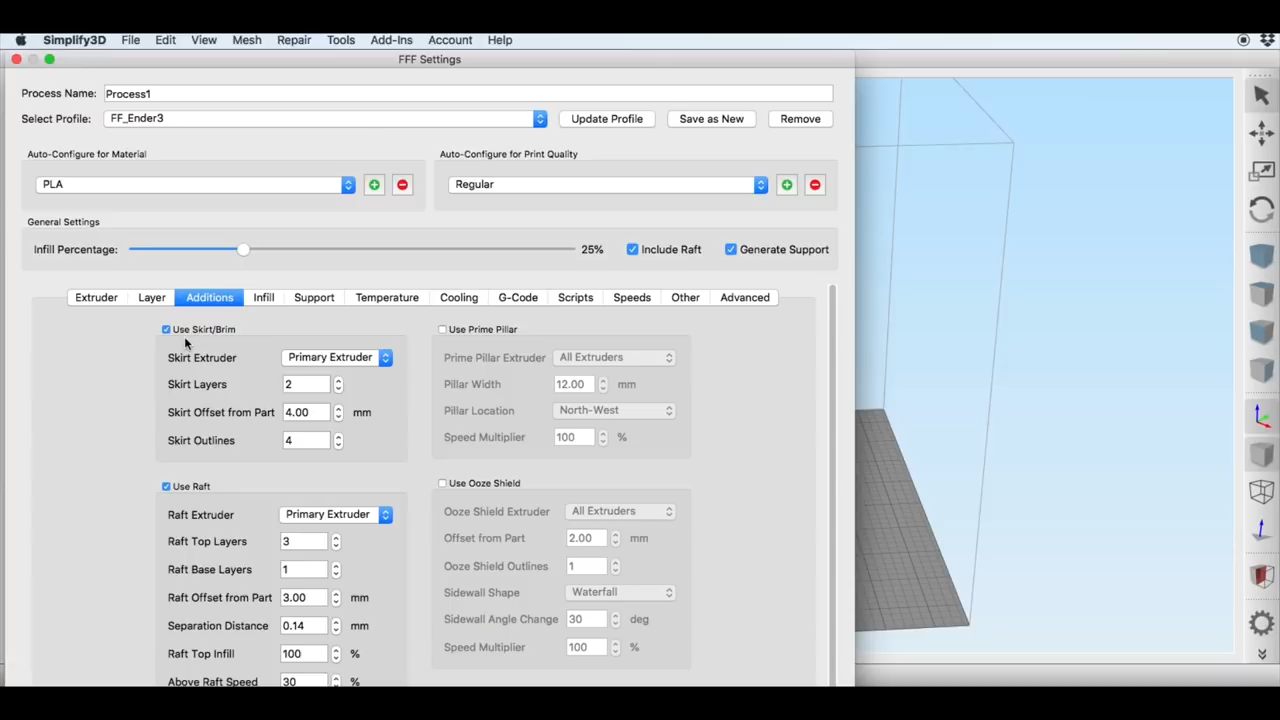 Simplify3D File Edit View Mesh Repair Tools Add-Ins Account Help
FFF Settings
Process Name: Process1
Select Profile: FF_Ender3 Update Profile Save as New Remove
Auto-Configure for Material Auto-Configure for Print Quality
PLA Regular
General Settings
Infill Percentage: 25% Include Raft Generate Support
Extruder Layer Additions Infill Support Temperature Cooling G-Code Scripts Speeds Other Advanced
Use Skirt/Brim
Skirt Extruder Primary Extruder
Skirt Layers 2
Skirt Offset from Part 4.00 mm
Skirt Outlines 4
Use Prime Pillar
Prime Pillar Extruder All Extruders
Pillar Width 12.00 mm
Pillar Location North-West
Speed Multiplier 100 %
Use Raft
Raft Extruder Primary Extruder
Raft Top Layers 3
Raft Base Layers 1
Raft Offset from Part 3.00 mm
Separation Distance 0.14 mm
Raft Top Infill 100 %
Above Raft Speed 30 %
Use Ooze Shield
Ooze Shield Extruder All Extruders
Offset from Part 2.00 mm
Ooze Shield Outlines 1
Sidewall Shape Waterfall
Sidewall Angle Change 30 deg
Speed Multiplier 100 %